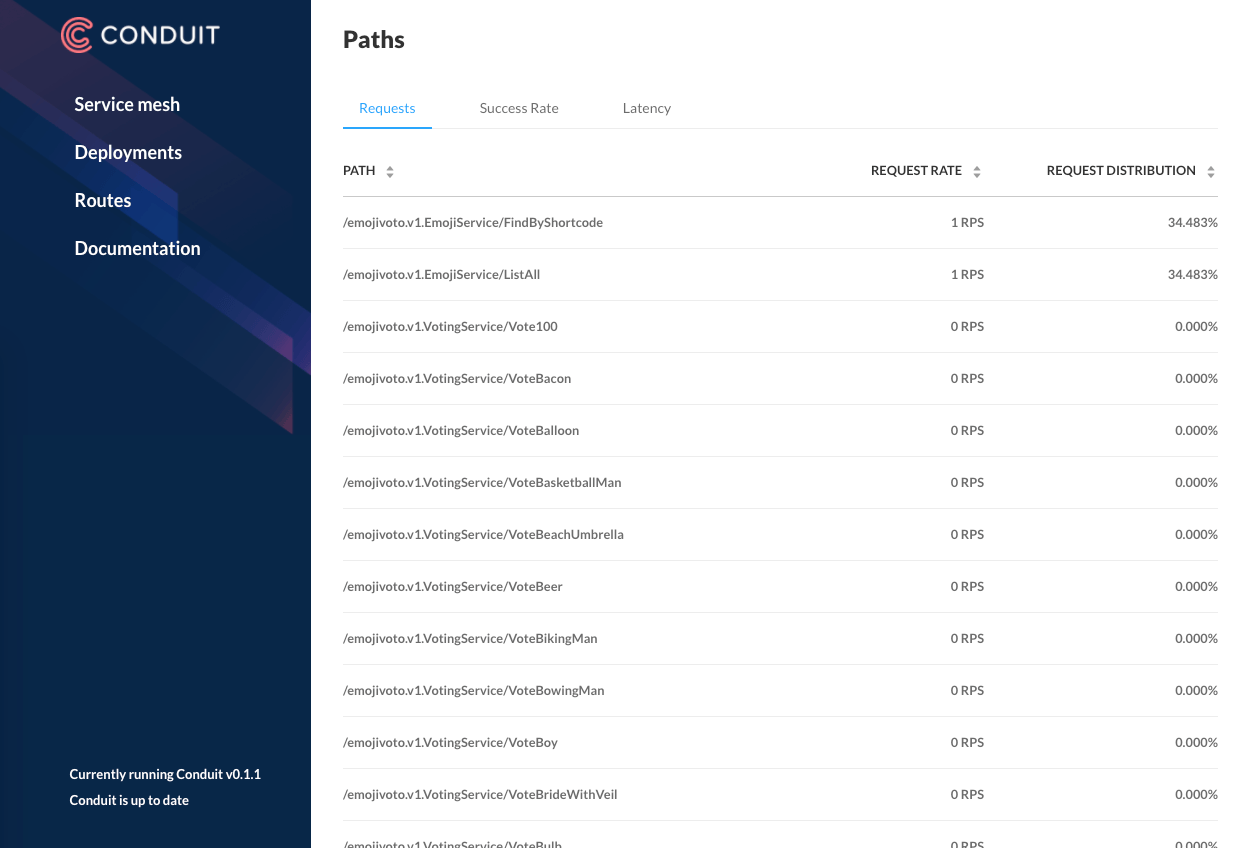 CONDUIT
Service mesh
Deployments
Routes
Documentation
Currently running Conduit v0.1.1
Conduit is up to date
Paths
Requests Success Rate Latency
PATH REQUEST RATE REQUEST DISTRIBUTION
/emojivoto.v1.EmojiService/FindByShortcode 1 RPS 34.483%
/emojivoto.v1.EmojiService/ListAll 1 RPS 34.483%
/emojivoto.v1.VotingService/Vote100 0 RPS 0.000%
/emojivoto.v1.VotingService/VoteBacon 0 RPS 0.000%
/emojivoto.v1.VotingService/VoteBalloon 0 RPS 0.000%
/emojivoto.v1.VotingService/VoteBasketballMan 0 RPS 0.000%
/emojivoto.v1.VotingService/VoteBeachUmbrella 0 RPS 0.000%
/emojivoto.v1.VotingService/VoteBeer 0 RPS 0.000%
/emojivoto.v1.VotingService/VoteBikingMan 0 RPS 0.000%
/emojivoto.v1.VotingService/VoteBowingMan 0 RPS 0.000%
/emojivoto.v1.VotingService/VoteBoy 0 RPS 0.000%
/emojivoto.v1.VotingService/VoteBrideWithVeil 0 RPS 0.000%
/emojivoto.v1.VotingService/VoteBulb 0 RPS 0.000%